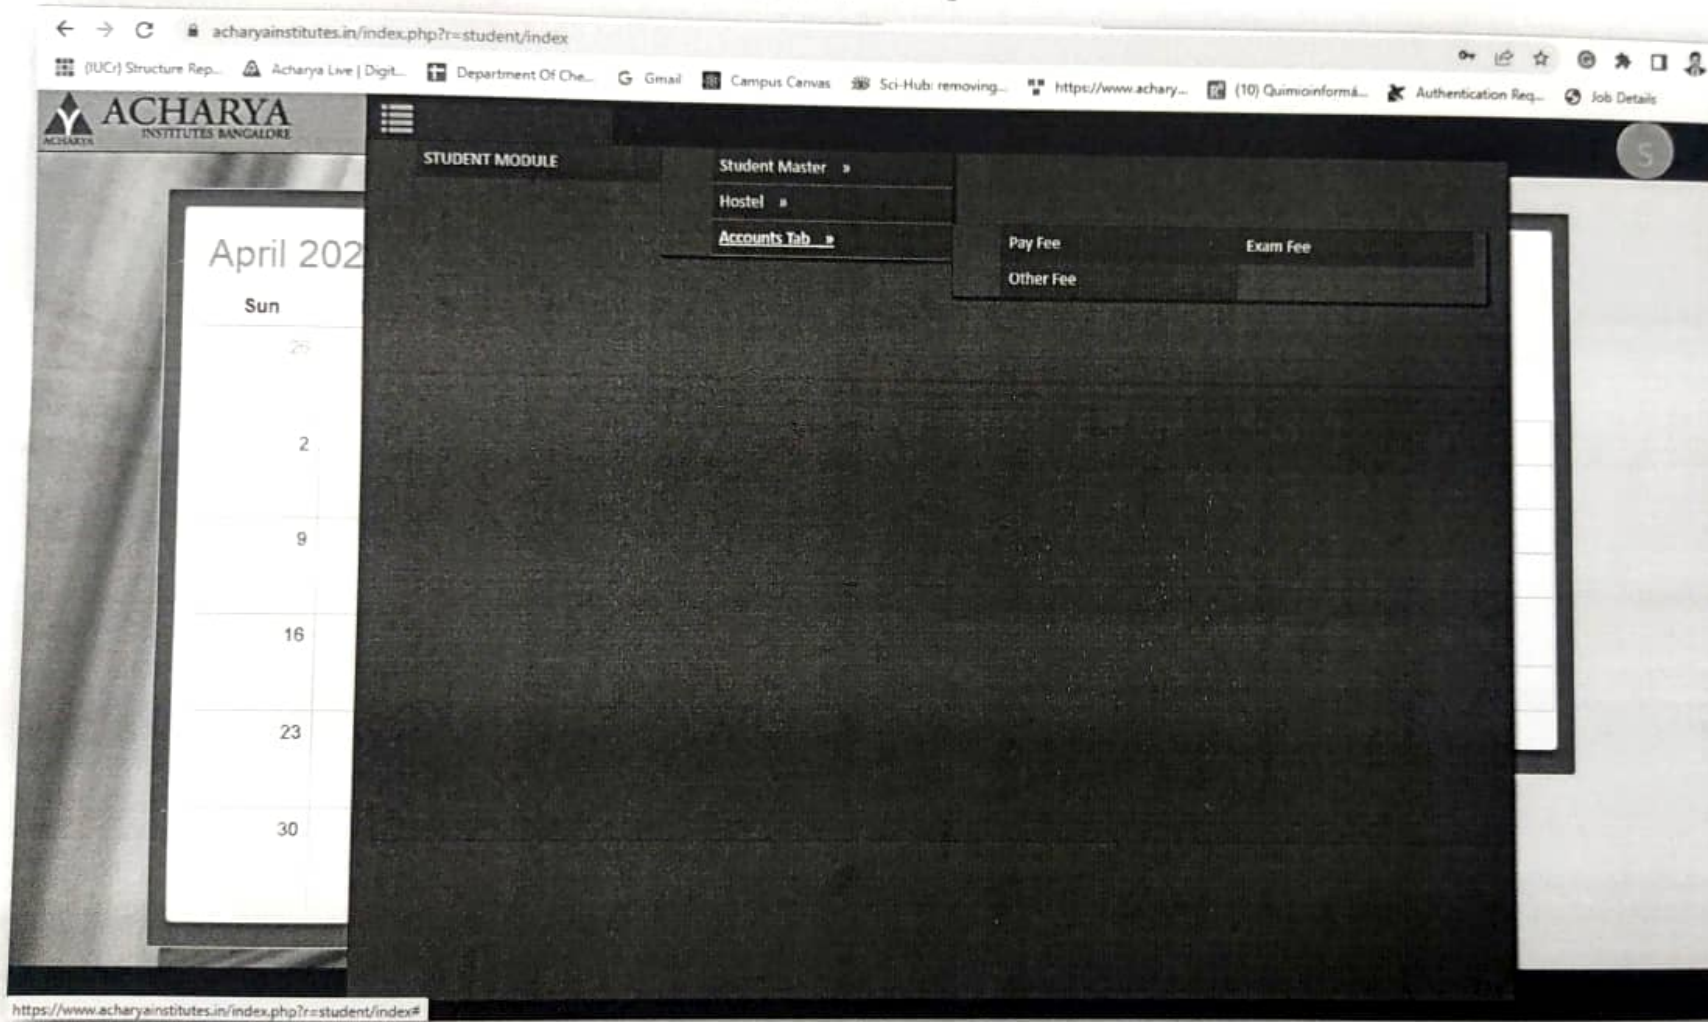 acharyainstitutes.in/index.php?r=student/index
(IUCr) Structure Rep... Acharya Live | Digit... Department Of Che... Gmail Campus Canvas Sci-Hub: removing... https://www.achary... (10) Quimioinformá... Authentication Req... Job Details
ACHARYA
INSTITUTES BANGALORE
ACHARYA
S
STUDENT MODULE
Student Master »
Hostel »
Accounts Tab »
Pay Fee Exam Fee
Other Fee
April 202
Sun
26
2
9
16
23
30
https://www.acharyainstitutes.in/index.php?r=student/index#